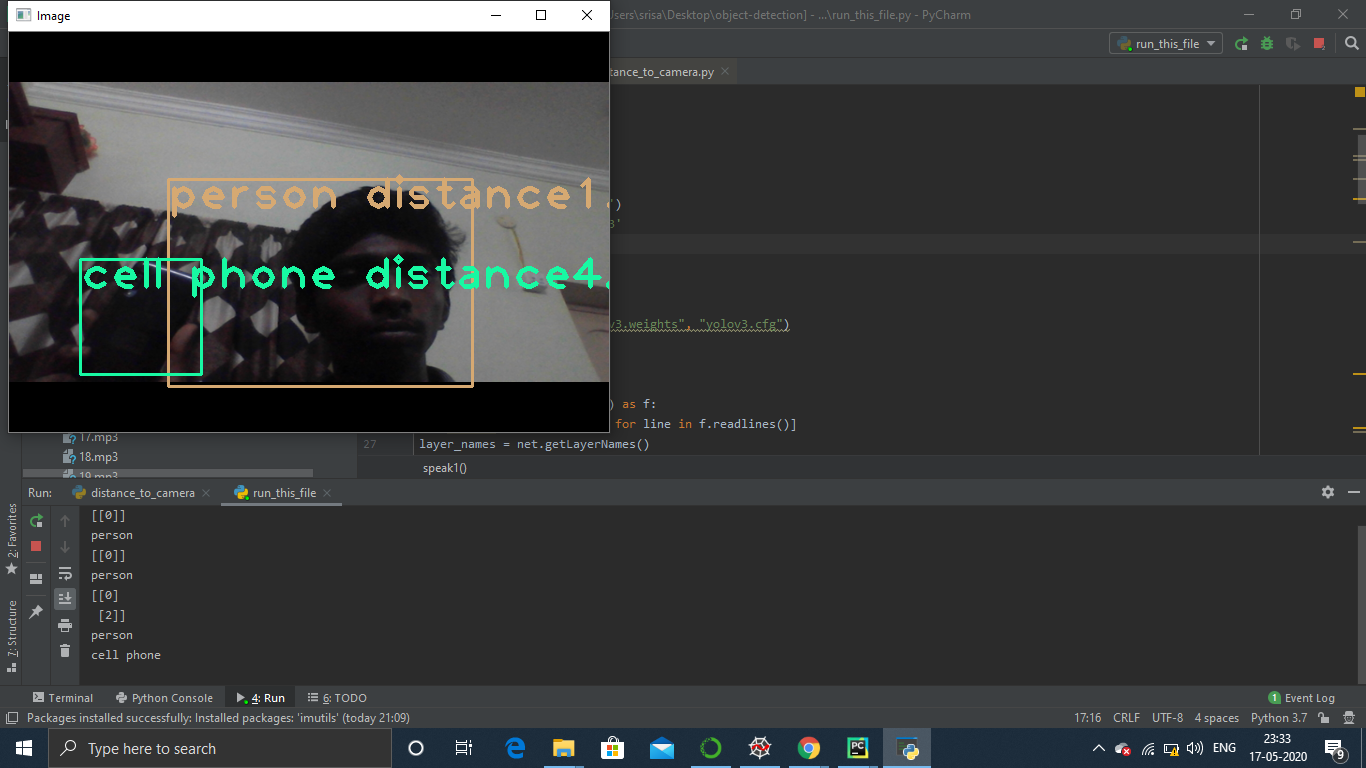 Image
sers\srisa\Desktop\object-detection] - ...\run_this_file.py - PyCharm
run_this_file
tance_to_camera.py
person distance1.
cell phone distance4.
')
3'
v3.weights", "yolov3.cfg")
) as f:
for line in f.readlines()]
27 layer_names = net.getLayerNames()
speak1()
17.mp3
18.mp3
19.mp3
Run: distance_to_camera run_this_file
[[0]]
person
[[0]]
person
[[0]
[2]]
person
cell phone
2: Favorites
7: Structure
Terminal Python Console 4: Run 6: TODO 1 Event Log
Packages installed successfully: Installed packages: 'imutils' (today 21:09) 17:16 CRLF UTF-8 4 spaces Python 3.7
Type here to search
PC
ENG
23:33
17-05-2020
9